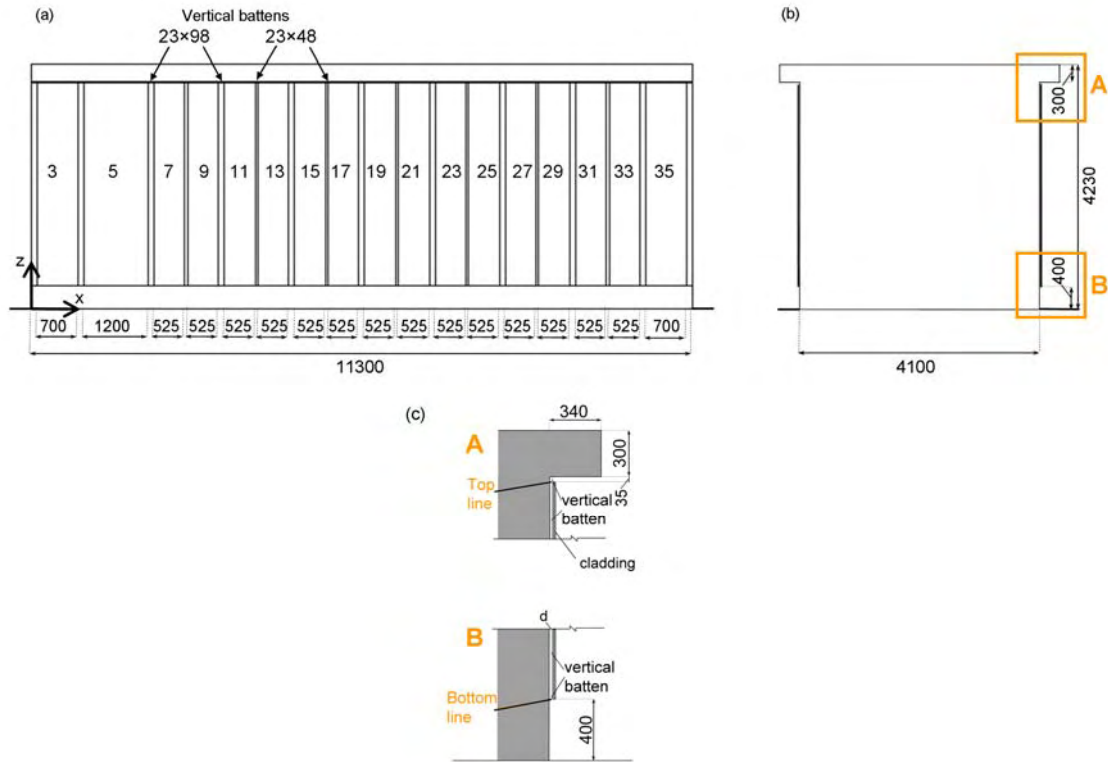 (a)
Vertical battens
23×98
23×48
3
5
7
9
11
13
15
17
19
21
23
25
27
29
31
33
35
z
x
700
1200
525
525
525
525
525
525
525
525
525
525
525
525
525
525
700
11300
(b)
A
300
4230
400
B
4100
(c)
340
A
300
35
Top
line
vertical
batten
cladding
d
B
vertical
batten
Bottom
line
400